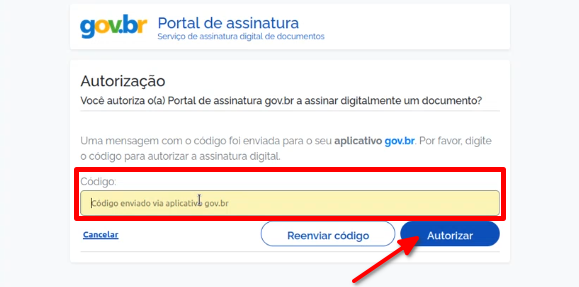 gov.br Portal de assinatura
Serviço de assinatura digital de documentos
Autorização
Você autoriza o(a) Portal de assinatura gov.br a assinar digitalmente um documento?
Uma mensagem com o código foi enviada para o seu aplicativo gov.br. Por favor, digite
o código para autorizar a assinatura digital.
Código:
Código enviado via aplicativo gov.br
Cancelar Reenviar código Autorizar